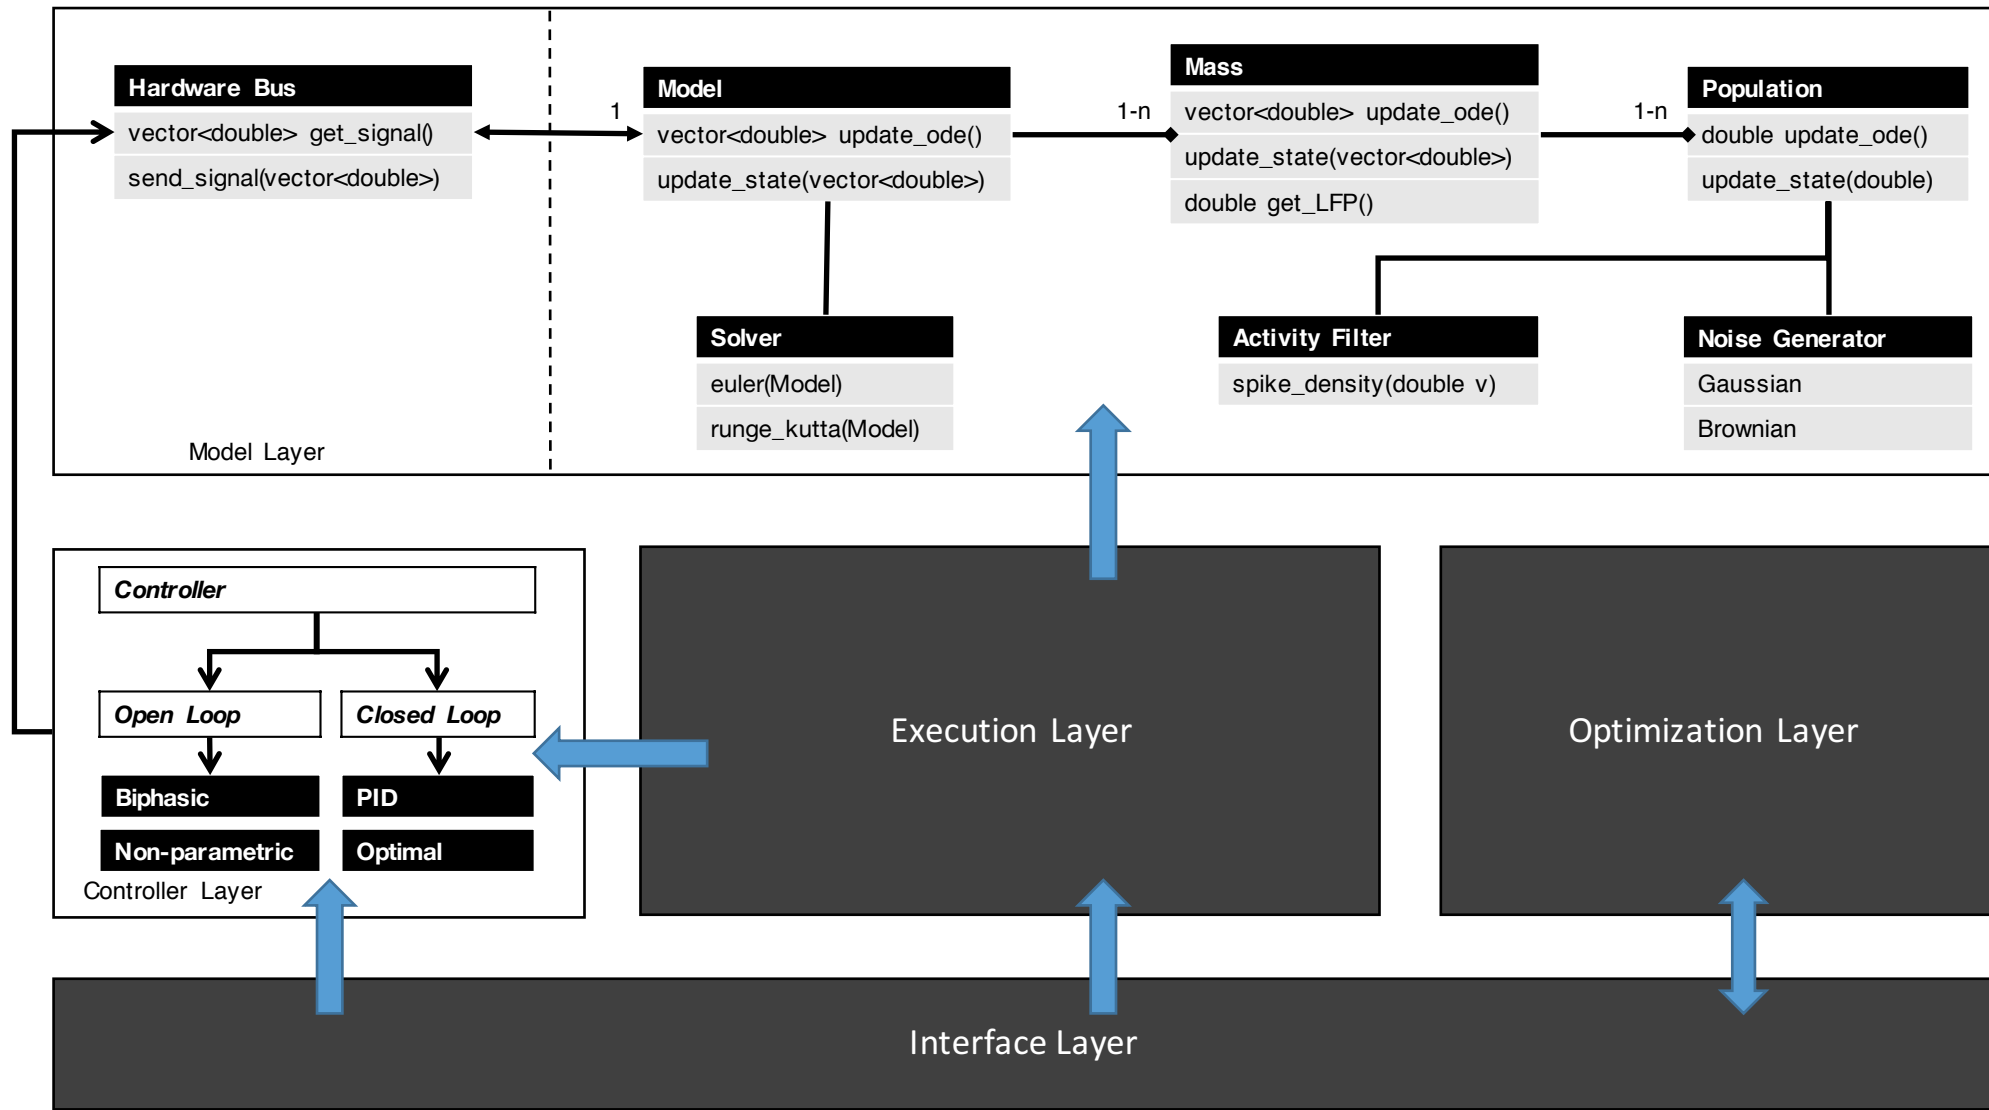 Hardware Bus
vector<double> get_signal()
send_signal(vector<double>)
1
Model
vector<double> update_ode()
update_state(vector<double>)
1-n
Mass
vector<double> update_ode()
update_state(vector<double>)
double get_LFP()
1-n
Population
double update_ode()
update_state(double)
Solver
euler(Model)
runge_kutta(Model)
Activity Filter
spike_density(double v)
Noise Generator
Gaussian
Brownian
Model Layer
Controller
Open Loop
Closed Loop
Biphasic
PID
Non-parametric
Optimal
Controller Layer
Execution Layer
Optimization Layer
Interface Layer